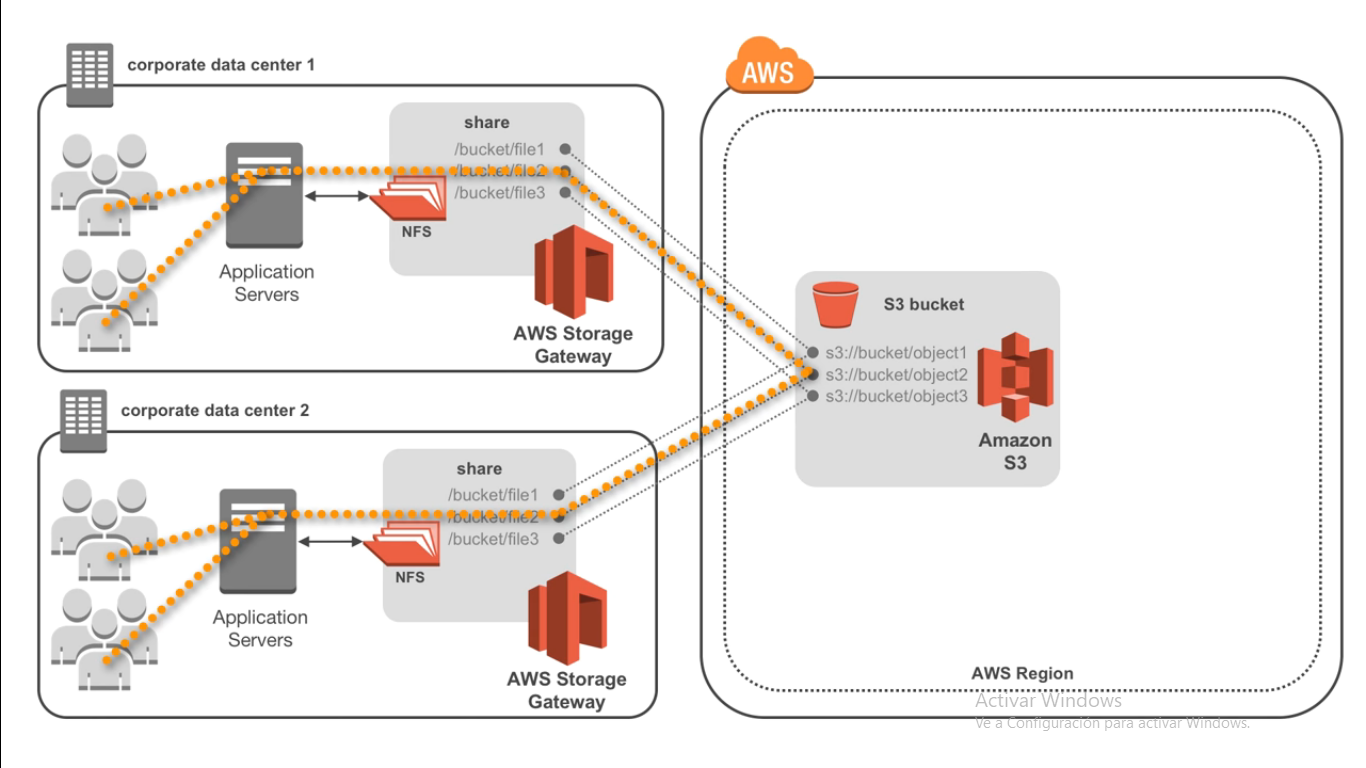 corporate data center 1
share
/bucket/file1
/bucket/file2
/bucket/file3
NFS
Application
Servers
AWS Storage
Gateway
corporate data center 2
share
/bucket/file1
/bucket/file2
/bucket/file3
NFS
Application
Servers
AWS Storage
Gateway
AWS
S3 bucket
s3://bucket/object1
s3://bucket/object2
s3://bucket/object3
Amazon
S3
AWS Region
Activar Windows
Ve a Configuración para activar Windows.